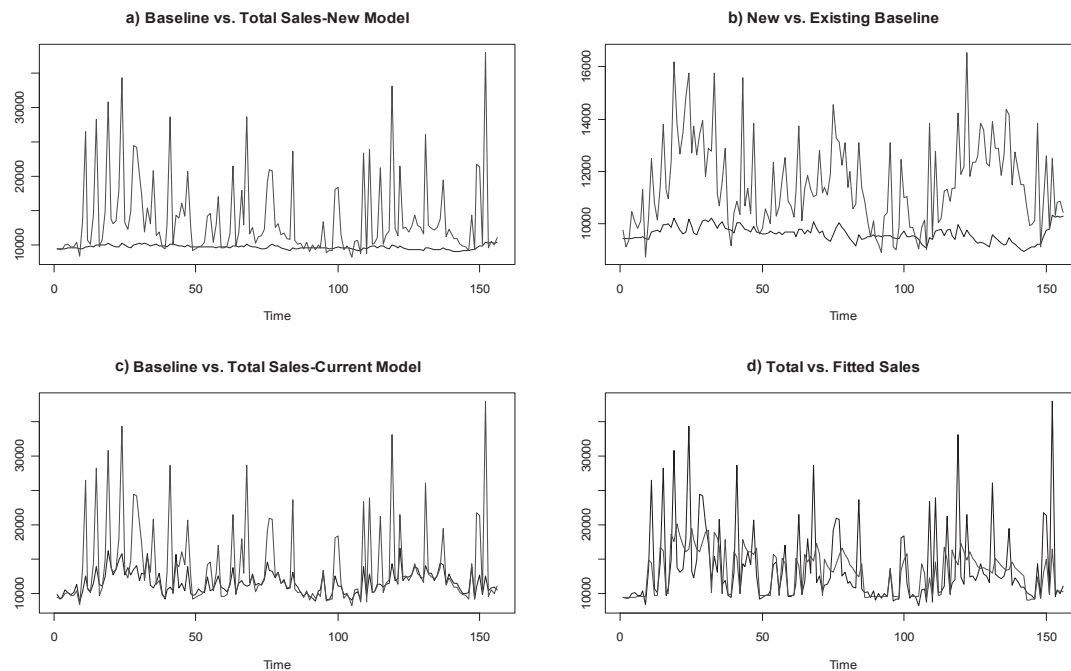 a) Baseline vs. Total Sales-New Model
10000 20000 30000
0 50 100 150
Time
b) New vs. Existing Baseline
10000 12000 14000 16000
0 50 100 150
Time
c) Baseline vs. Total Sales-Current Model
10000 20000 30000
0 50 100 150
Time
d) Total vs. Fitted Sales
10000 20000 30000
0 50 100 150
Time